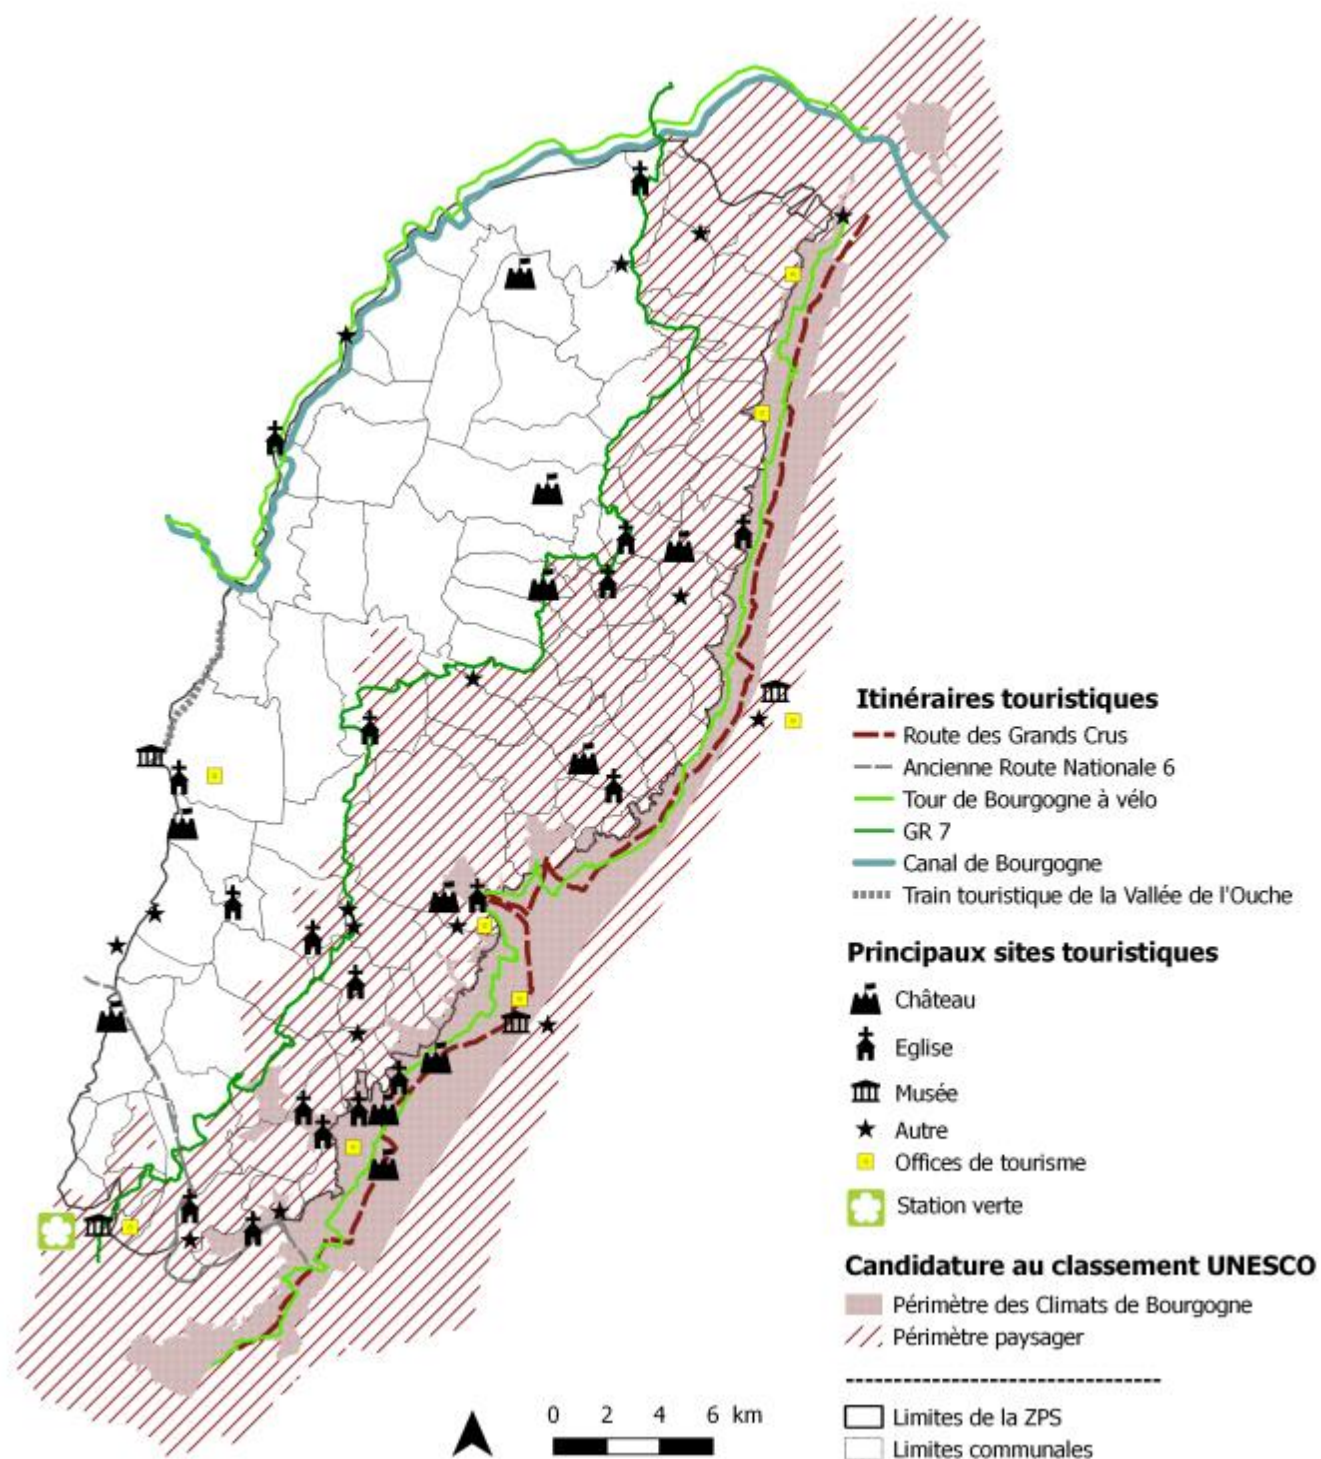 Itinéraires touristiques
Route des Grands Crus
Ancienne Route Nationale 6
Tour de Bourgogne à vélo
GR 7
Canal de Bourgogne
Train touristique de la Vallée de l'Ouche
Principaux sites touristiques
Château
Eglise
Musée
Autre
Offices de tourisme
Station verte
Candidature au classement UNESCO
Périmètre des Climats de Bourgogne
Périmètre paysager
Limites de la ZPS
Limites communales
0 2 4 6 km